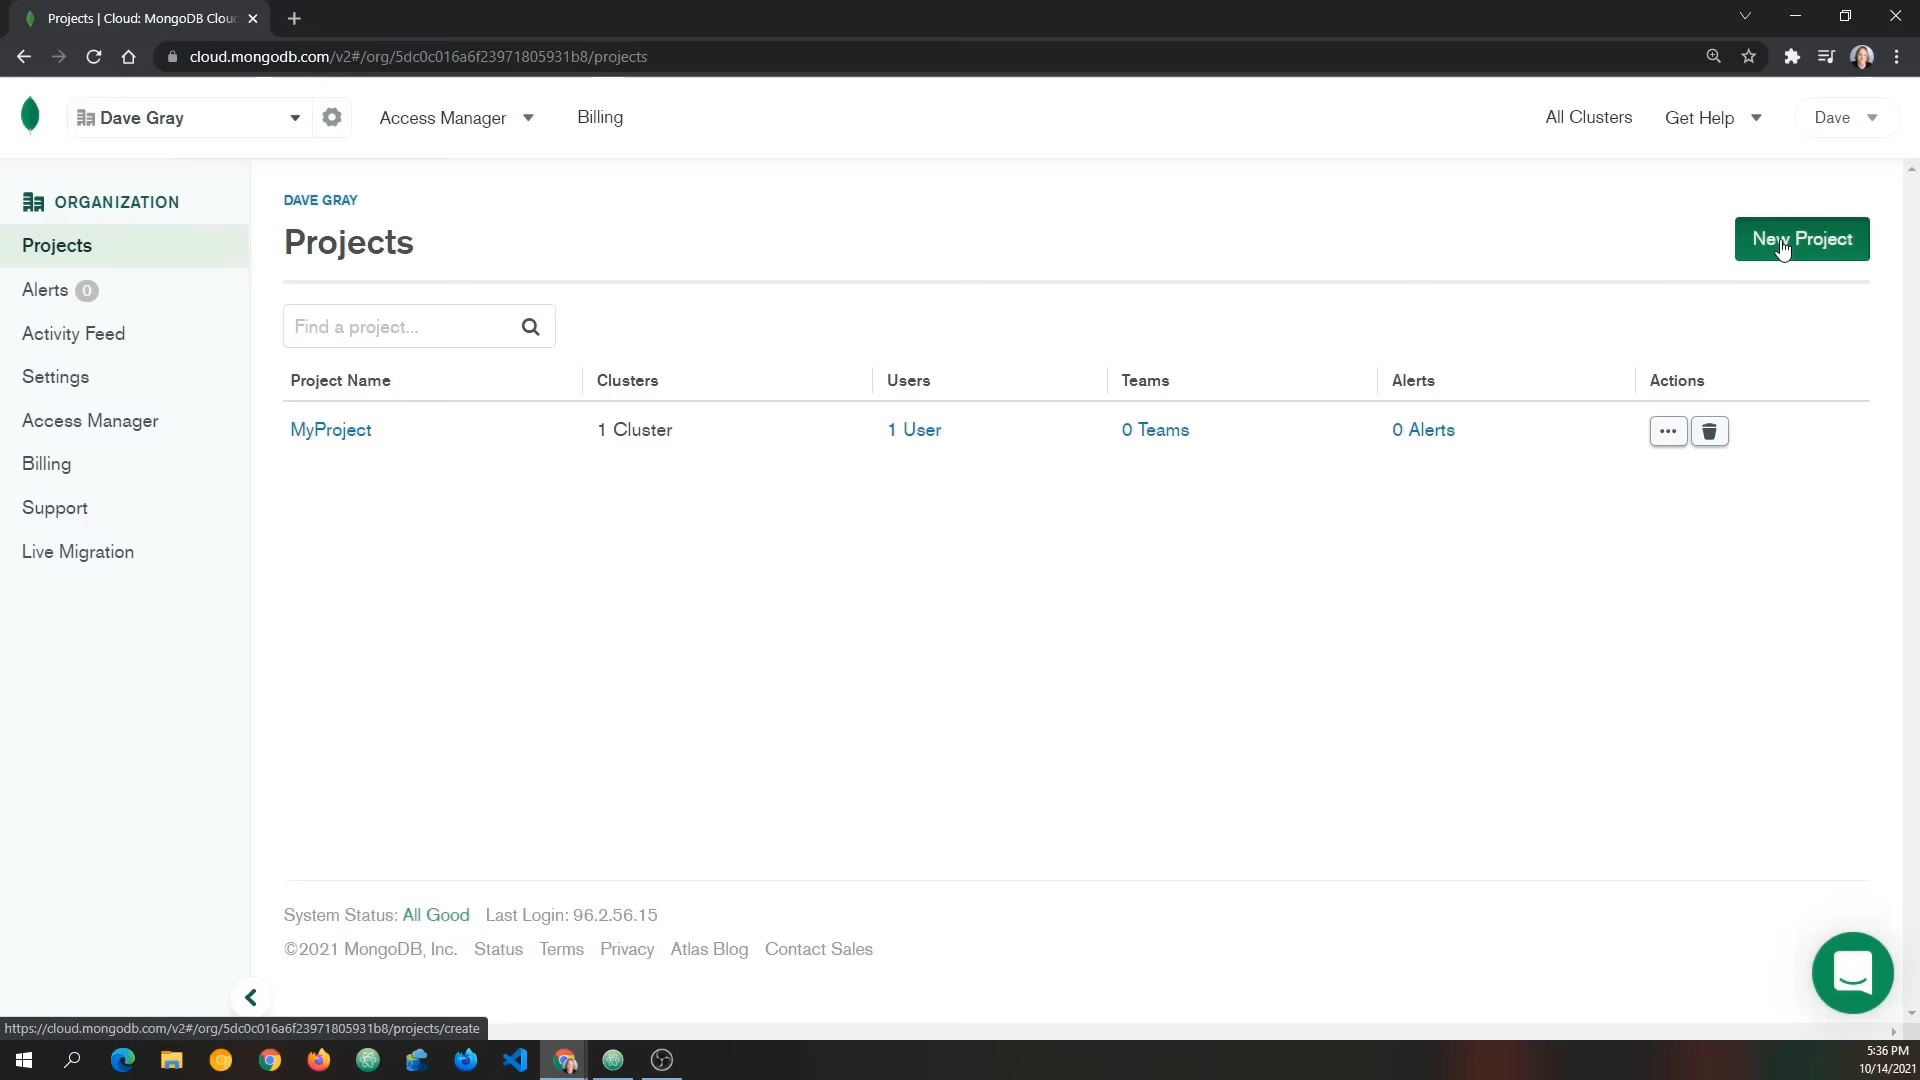 Projects | Cloud: MongoDB Clou
cloud.mongodb.com/v2#/org/5dc0c016a6f23971805931b8/projects
Dave Gray
Access Manager
Billing
All Clusters
Get Help
Dave
ORGANIZATION
Projects
Alerts 0
Activity Feed
Settings
Access Manager
Billing
Support
Live Migration
DAVE GRAY
Projects
New Project
Find a project...
Project Name Clusters Users Teams Alerts Actions
MyProject 1 Cluster 1 User 0 Teams 0 Alerts
System Status: All Good Last Login: 96.2.56.15
©2021 MongoDB, Inc. Status Terms Privacy Atlas Blog Contact Sales
https://cloud.mongodb.com/v2#/org/5dc0c016a6f23971805931b8/projects/create
5:36 PM
10/14/2021